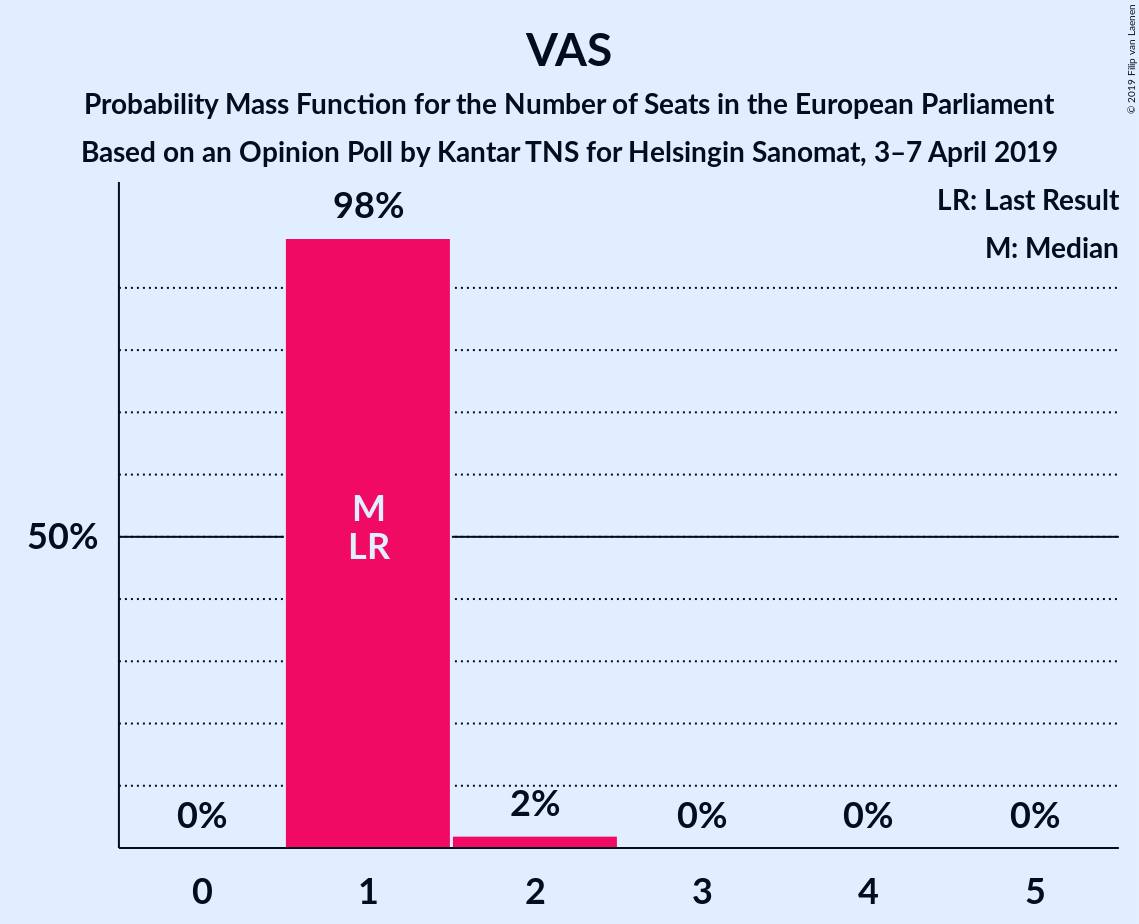 VAS
Probability Mass Function for the Number of Seats in the European Parliament
Based on an Opinion Poll by Kantar TNS for Helsingin Sanomat, 3–7 April 2019
© 2019 Filip van Laenen
LR: Last Result
M: Median
98%
M
LR
50%
0%
2%
0%
0%
0%
0
1
2
3
4
5